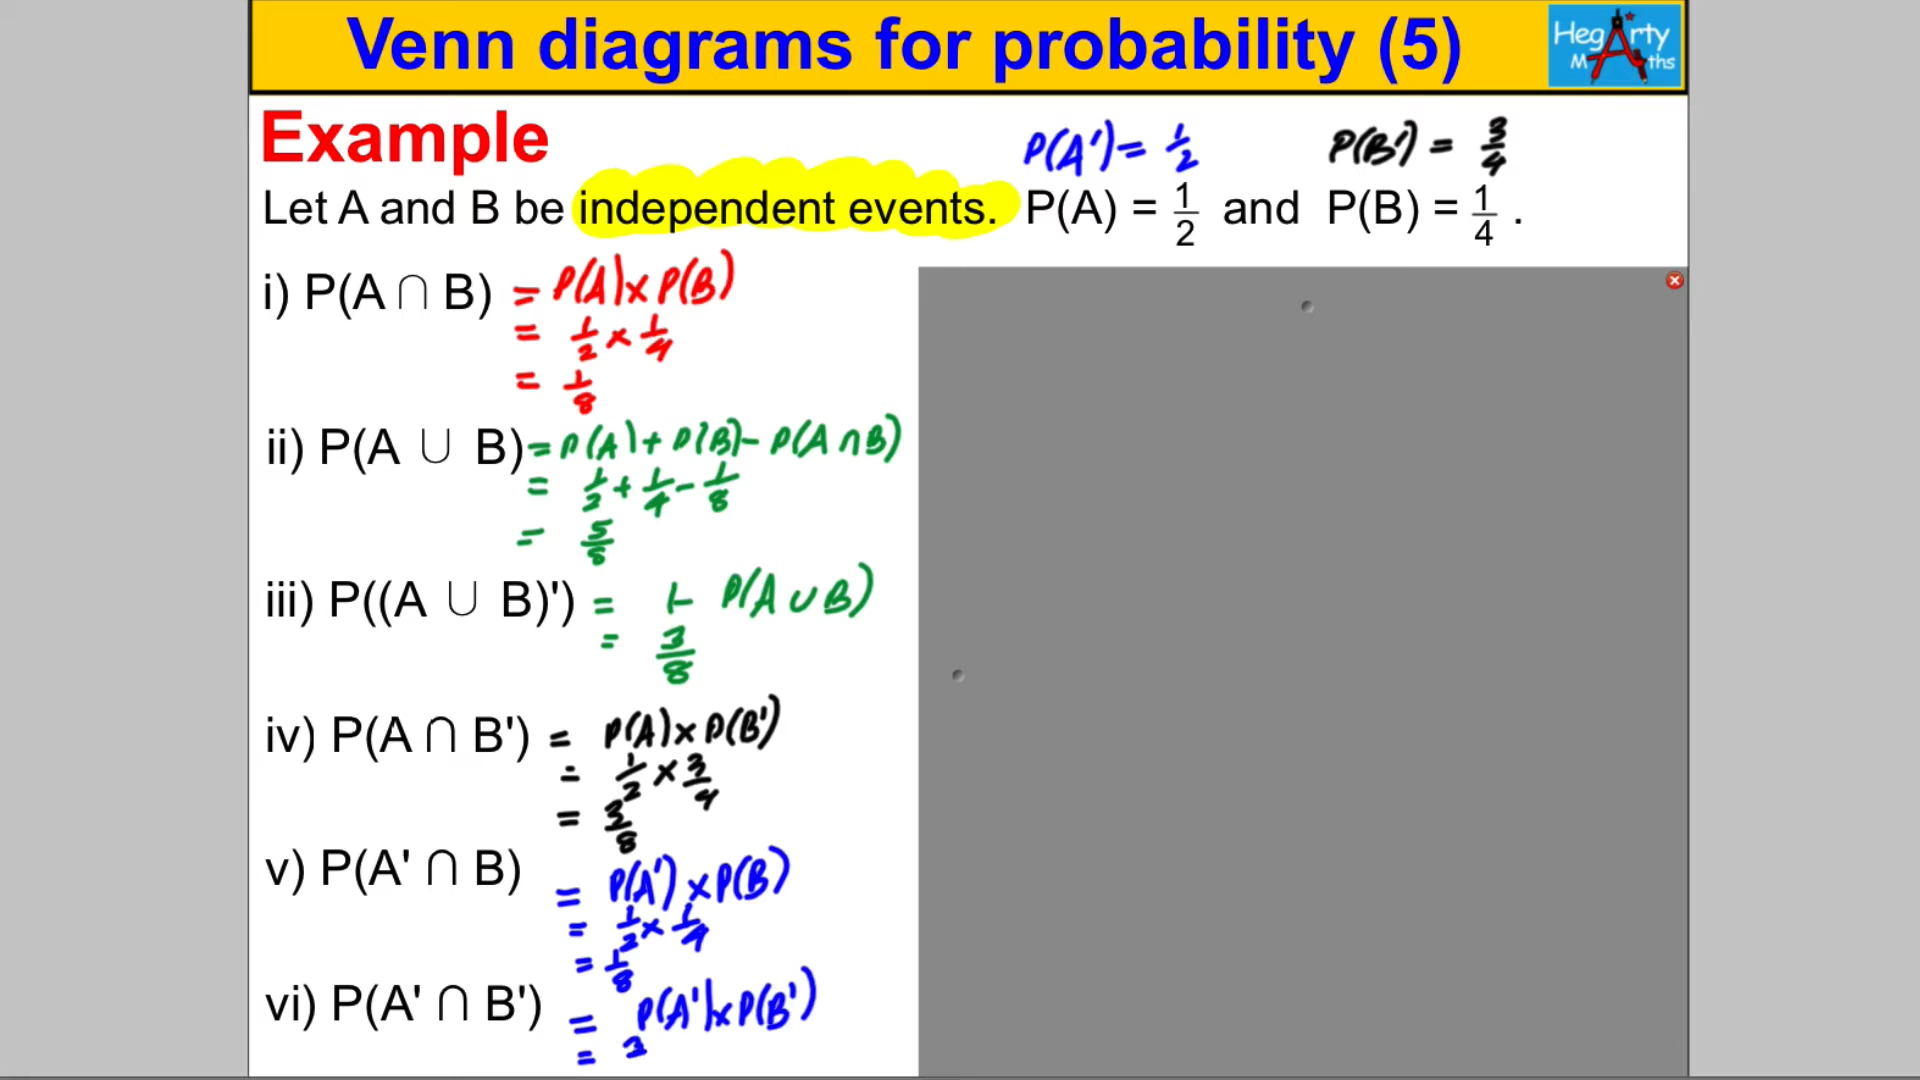 Venn diagrams for probability (5)
Hegarty
Maths
Example
P(A') = 1/2 P(B') = 3/4
Let A and B be independent events. P(A) = 1/2 and P(B) = 1/4 .
i) P(A ∩ B) = P(A) x P(B)
= 1/2 x 1/4
= 1/8
ii) P(A ∪ B) = P(A) + P(B) - P(A ∩ B)
= 1/2 + 1/4 - 1/8
= 5/8
iii) P((A ∪ B)') = 1 - P(A ∪ B)
= 3/8
iv) P(A ∩ B') = P(A) x P(B')
= 1/2 x 3/4
= 3/8
v) P(A' ∩ B) = P(A') x P(B)
= 1/2 x 1/4
= 1/8
vi) P(A' ∩ B') = P(A') x P(B')
= 3